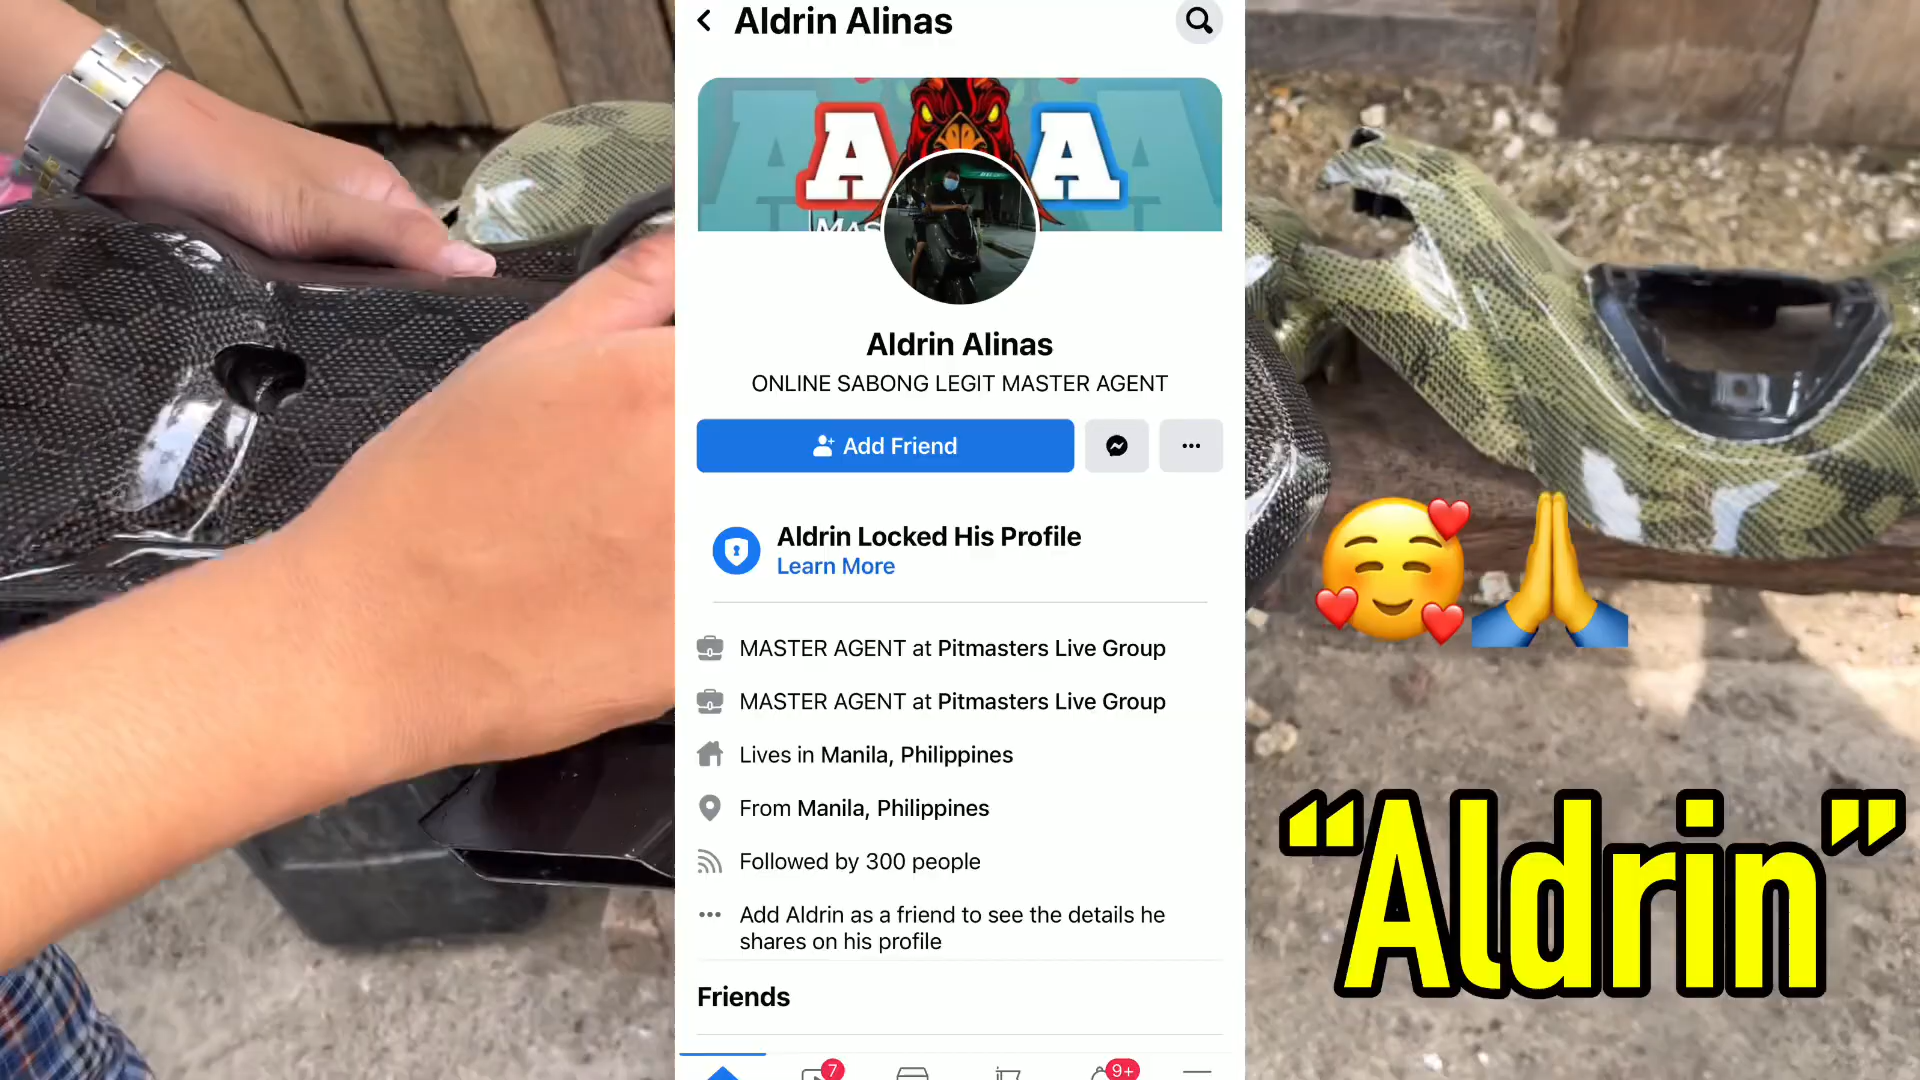 Aldrin Alinas
A A
MAS
Aldrin Alinas
ONLINE SABONG LEGIT MASTER AGENT
Add Friend
Aldrin Locked His Profile
Learn More
MASTER AGENT at Pitmasters Live Group
MASTER AGENT at Pitmasters Live Group
Lives in Manila, Philippines
From Manila, Philippines
Followed by 300 people
Add Aldrin as a friend to see the details he
shares on his profile
Friends
7
9+
“Aldrin”